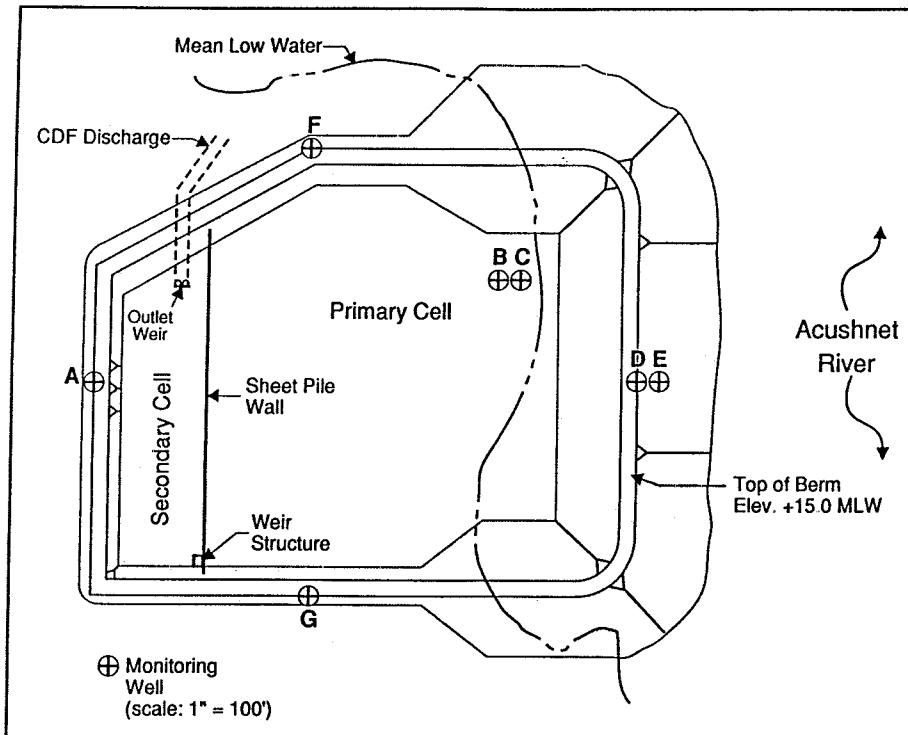 Mean Low Water
CDF Discharge
F
B C
Outlet
Weir
Primary Cell
Acushnet
River
A
D E
Secondary Cell
Sheet Pile
Wall
Top of Berm
Elev. +15.0 MLW
Weir
Structure
G
Monitoring
Well
(scale: 1" = 100')